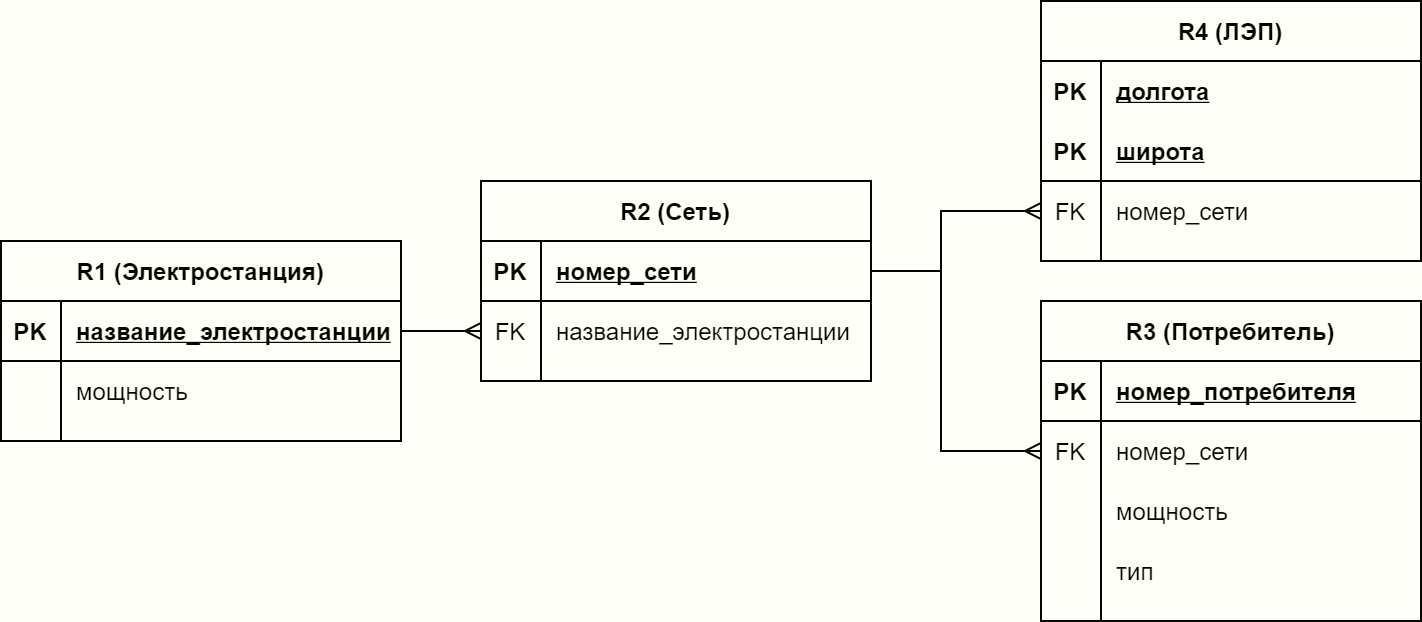 R1 (Электростанция)
PK название_электростанции
мощность
R2 (Сеть)
PK номер_сети
FK название_электростанции
R4 (ЛЭП)
PK долгота
PK широта
FK номер_сети
R3 (Потребитель)
PK номер_потребителя
FK номер_сети
мощность
тип